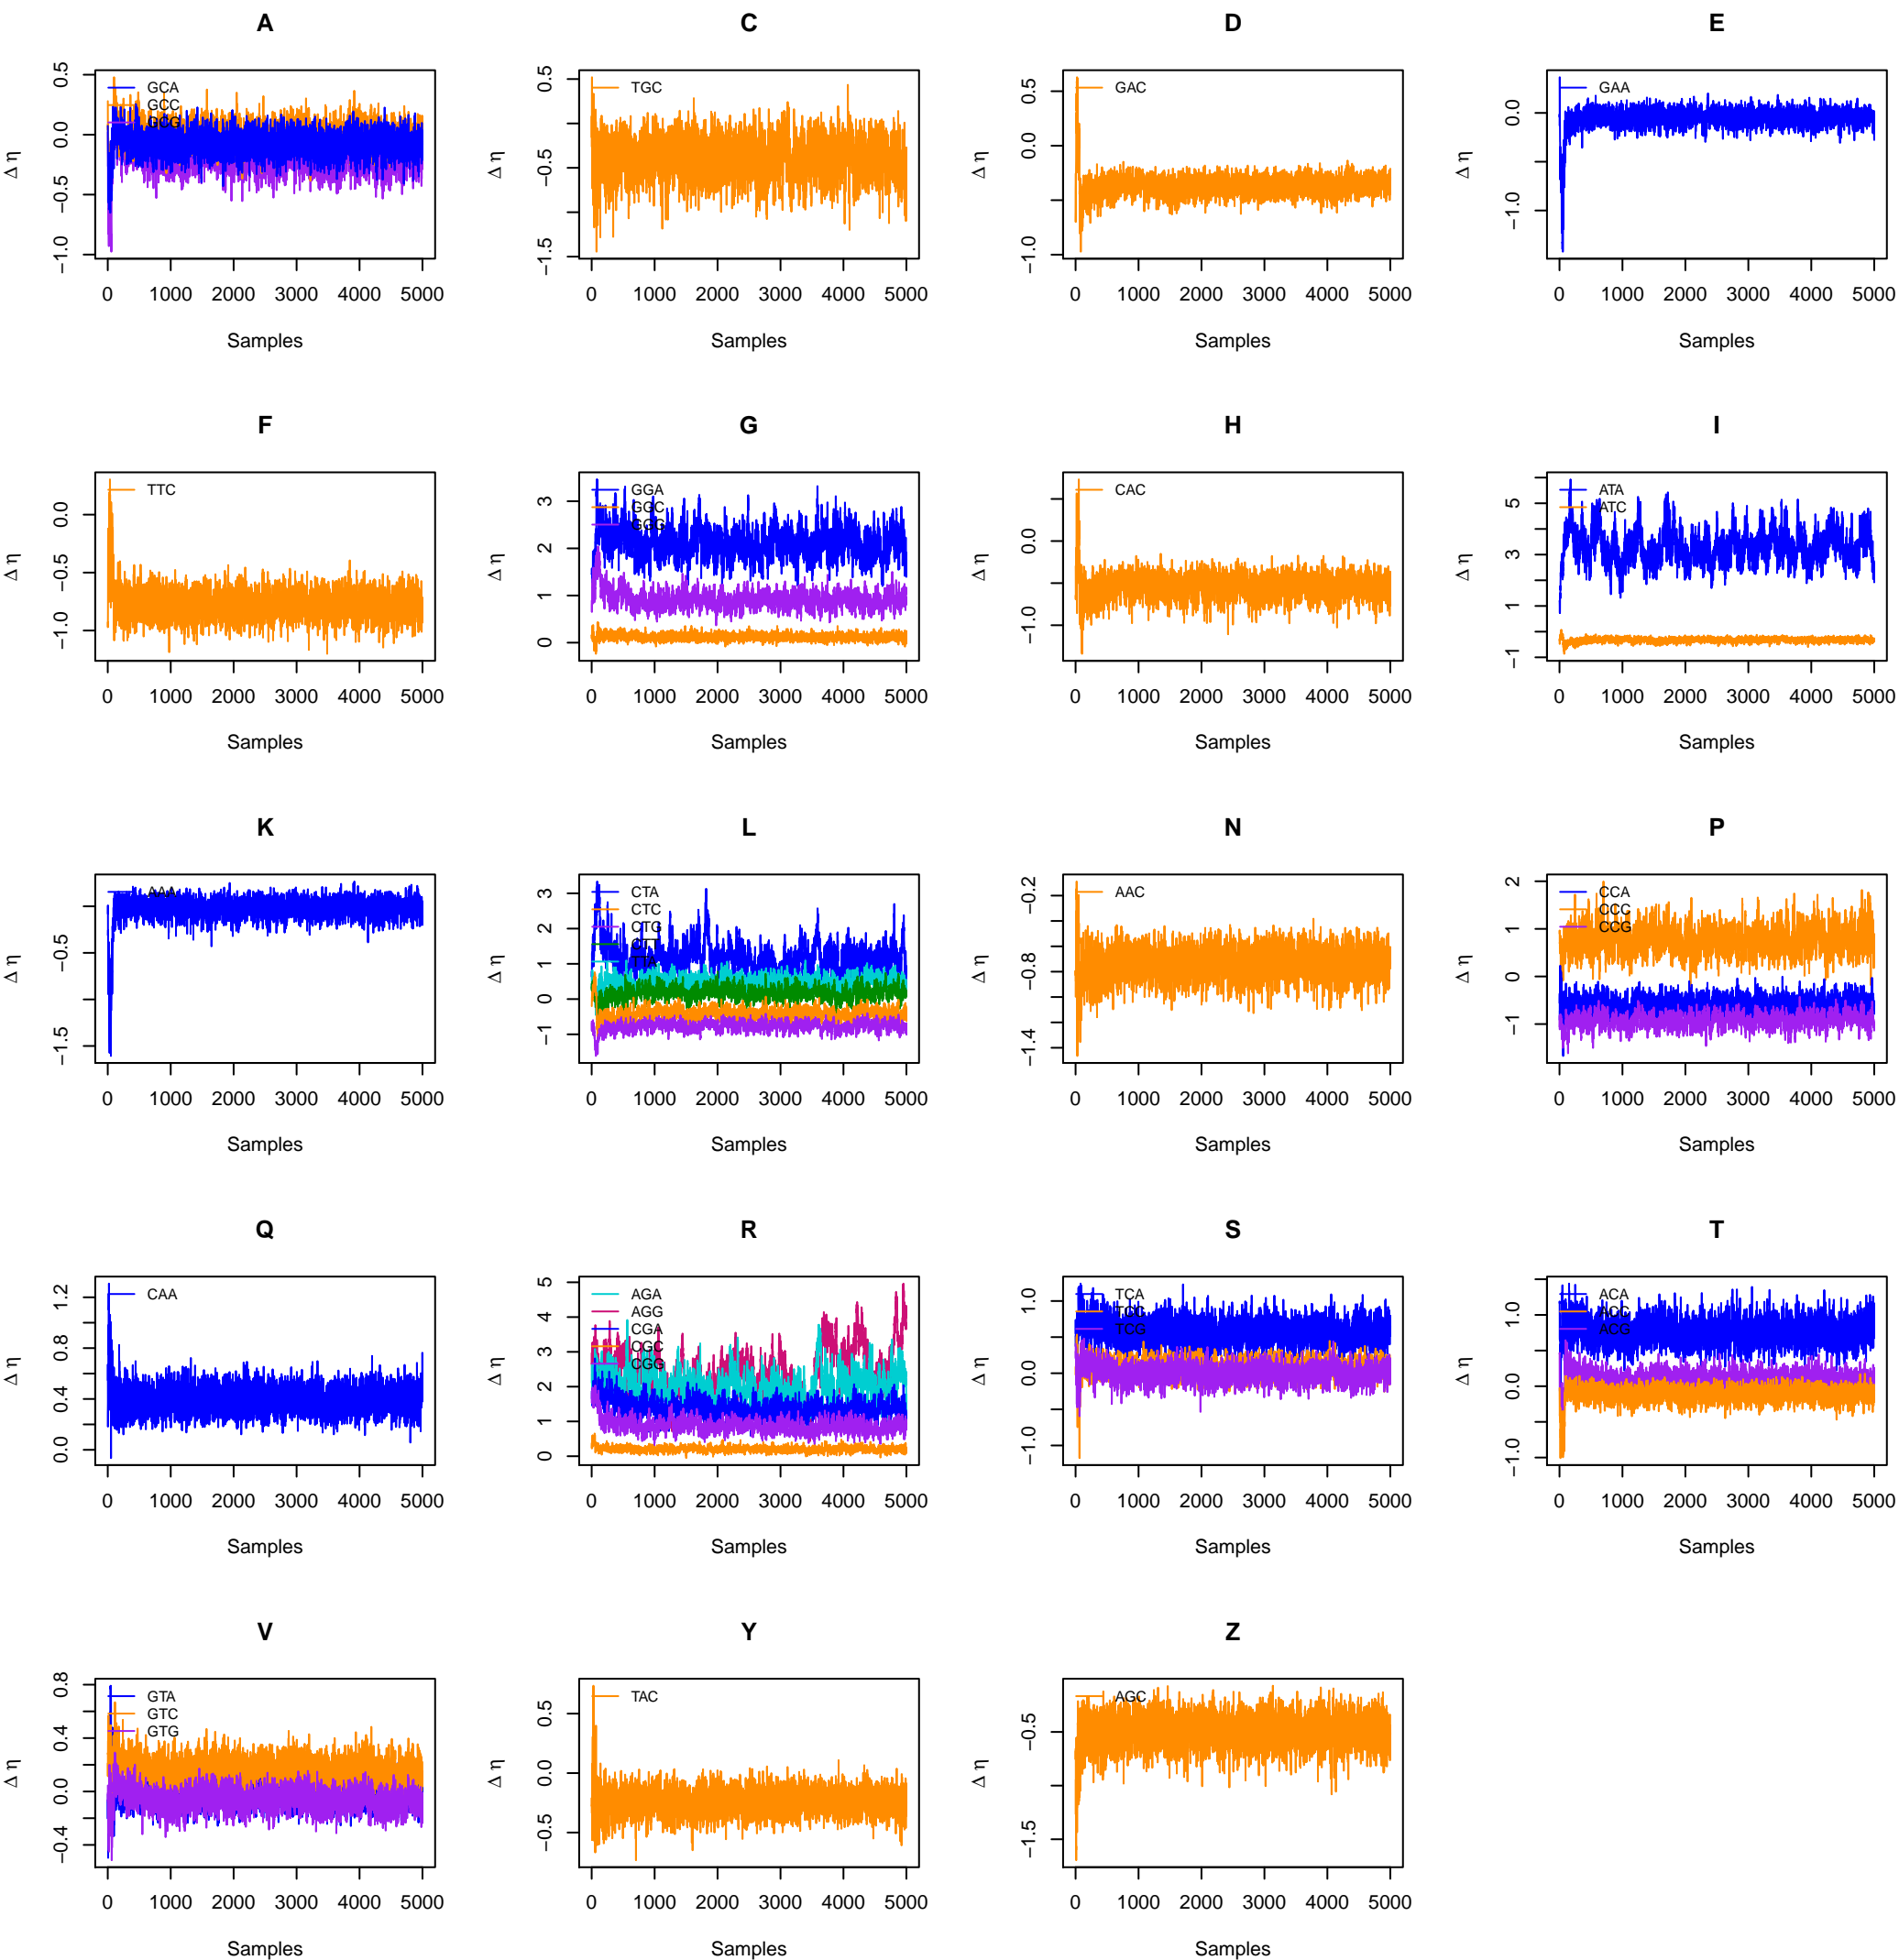 A
0.5
0.0
−0.5
−1.0
Δ η
GCA
GCC
GCG
0 1000 2000 3000 4000 5000
Samples
C
0.5
−0.5
−1.5
Δ η
TGC
0 1000 2000 3000 4000 5000
Samples
D
0.5
0.0
−1.0
Δ η
GAC
0 1000 2000 3000 4000 5000
Samples
E
0.0
−1.0
Δ η
GAA
0 1000 2000 3000 4000 5000
Samples
F
0.0
−0.5
−1.0
Δ η
TTC
0 1000 2000 3000 4000 5000
Samples
G
3
2
1
0
Δ η
GGA
GGC
GGG
0 1000 2000 3000 4000 5000
Samples
H
0.0
−1.0
Δ η
CAC
0 1000 2000 3000 4000 5000
Samples
I
5
3
1
−1
Δ η
ATA
ATC
0 1000 2000 3000 4000 5000
Samples
K
−0.5
−1.5
Δ η
AAA
0 1000 2000 3000 4000 5000
Samples
L
3
2
1
0
−1
Δ η
CTA
CTC
CTG
CTT
TTA
0 1000 2000 3000 4000 5000
Samples
N
−0.2
−0.8
−1.4
Δ η
AAC
0 1000 2000 3000 4000 5000
Samples
P
2
1
0
−1
Δ η
CCA
CCC
CCG
0 1000 2000 3000 4000 5000
Samples
Q
1.2
0.8
0.4
0.0
Δ η
CAA
0 1000 2000 3000 4000 5000
Samples
R
5
4
3
2
1
0
Δ η
AGA
AGG
CGA
CGC
CGG
0 1000 2000 3000 4000 5000
Samples
S
1.0
0.0
−1.0
Δ η
TCA
TCC
TCG
0 1000 2000 3000 4000 5000
Samples
T
1.0
0.0
−1.0
Δ η
ACA
ACC
ACG
0 1000 2000 3000 4000 5000
Samples
V
0.8
0.4
0.0
−0.4
Δ η
GTA
GTC
GTG
0 1000 2000 3000 4000 5000
Samples
Y
0.5
0.0
−0.5
Δ η
TAC
0 1000 2000 3000 4000 5000
Samples
Z
−0.5
−1.5
Δ η
AGC
0 1000 2000 3000 4000 5000
Samples